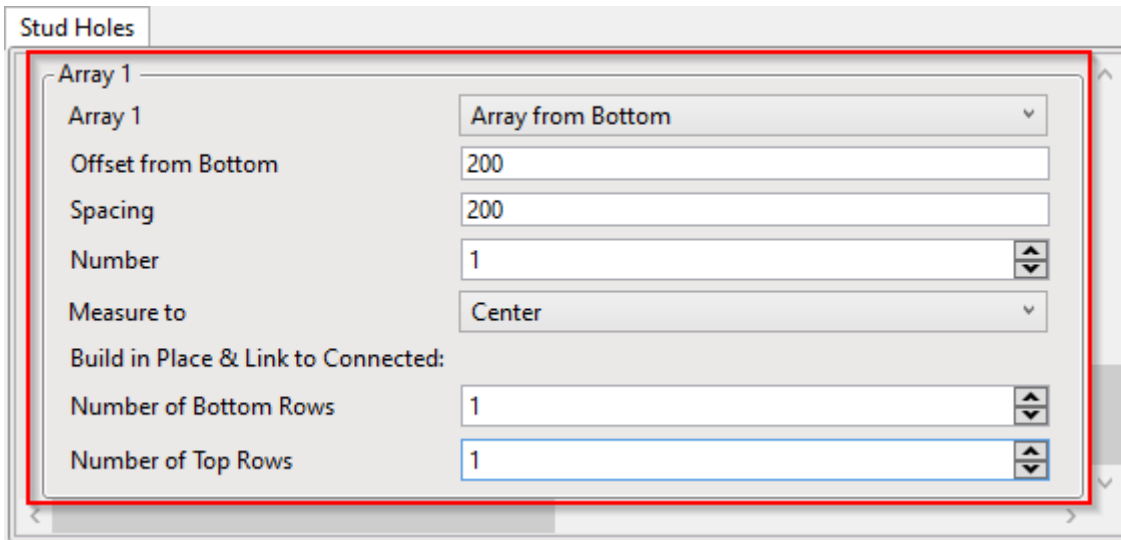 Stud Holes
Array 1
Array 1 Array from Bottom
Offset from Bottom 200
Spacing 200
Number 1
Measure to Center
Build in Place & Link to Connected:
Number of Bottom Rows 1
Number of Top Rows 1